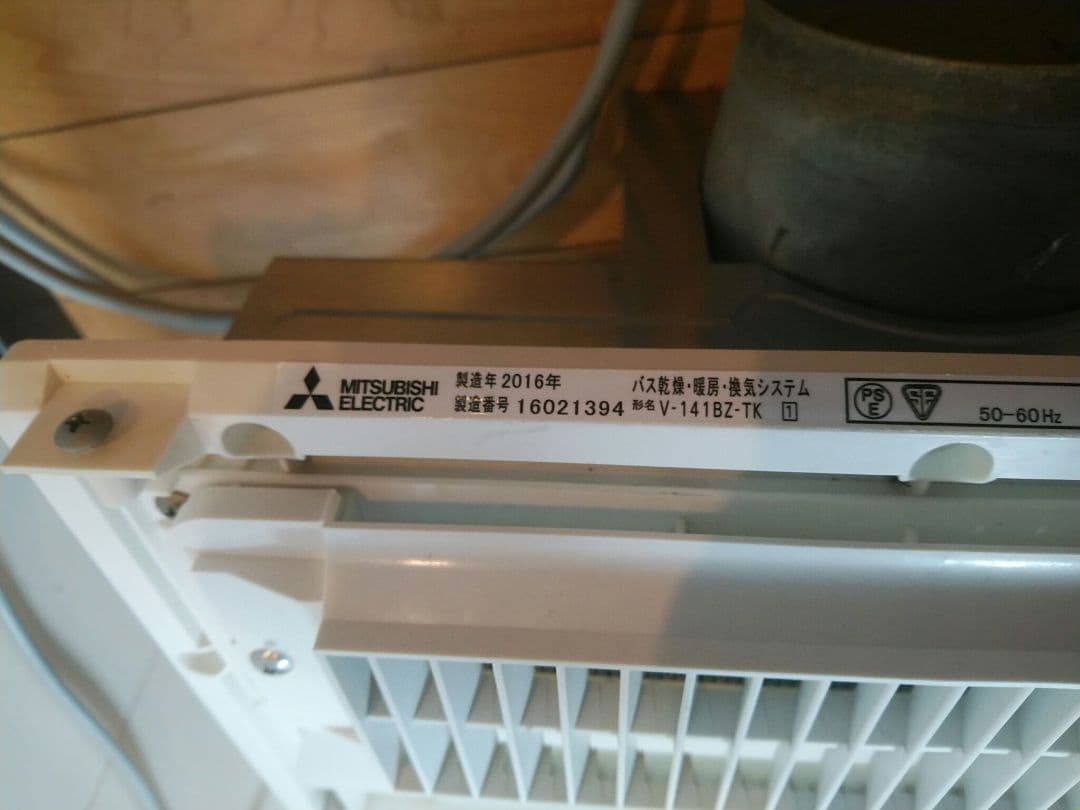 MITSUBISHI ELECTRIC
製造年 2016年
製造番号 16021394
バス乾燥・暖房・換気システム
形名 V-141BZ-TK 1
PS E
50-60Hz